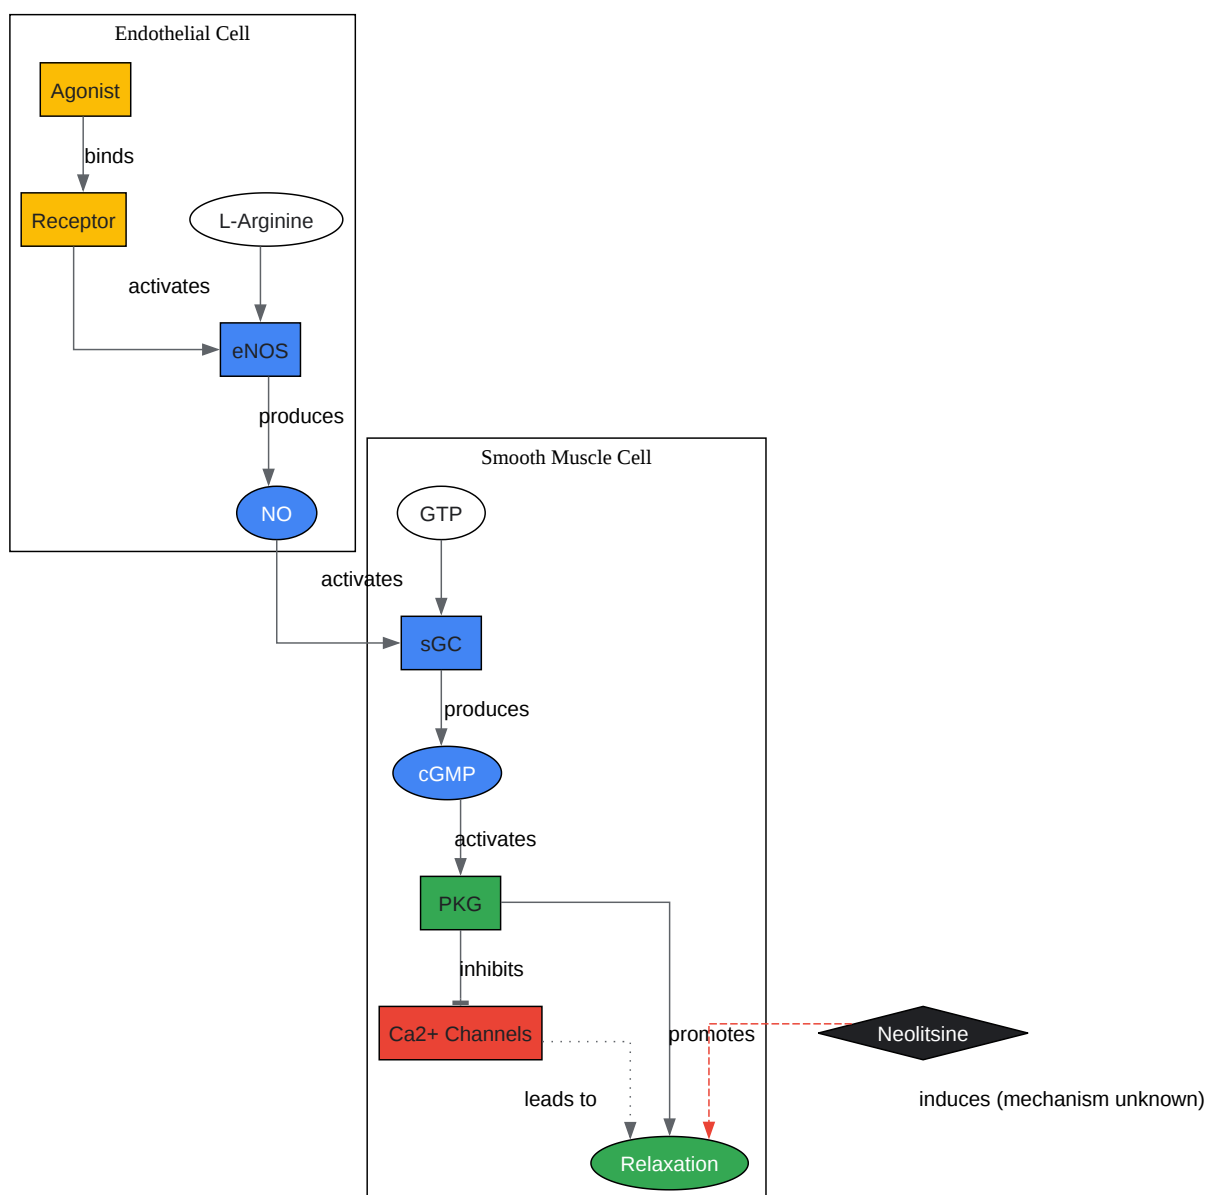 Endothelial Cell
Agonist
binds
Receptor
L-Arginine
activates
eNOS
produces
NO
Smooth Muscle Cell
GTP
activates
sGC
produces
cGMP
activates
PKG
inhibits
Ca2+ Channels
promotes
Neolitsine
leads to
induces (mechanism unknown)
Relaxation